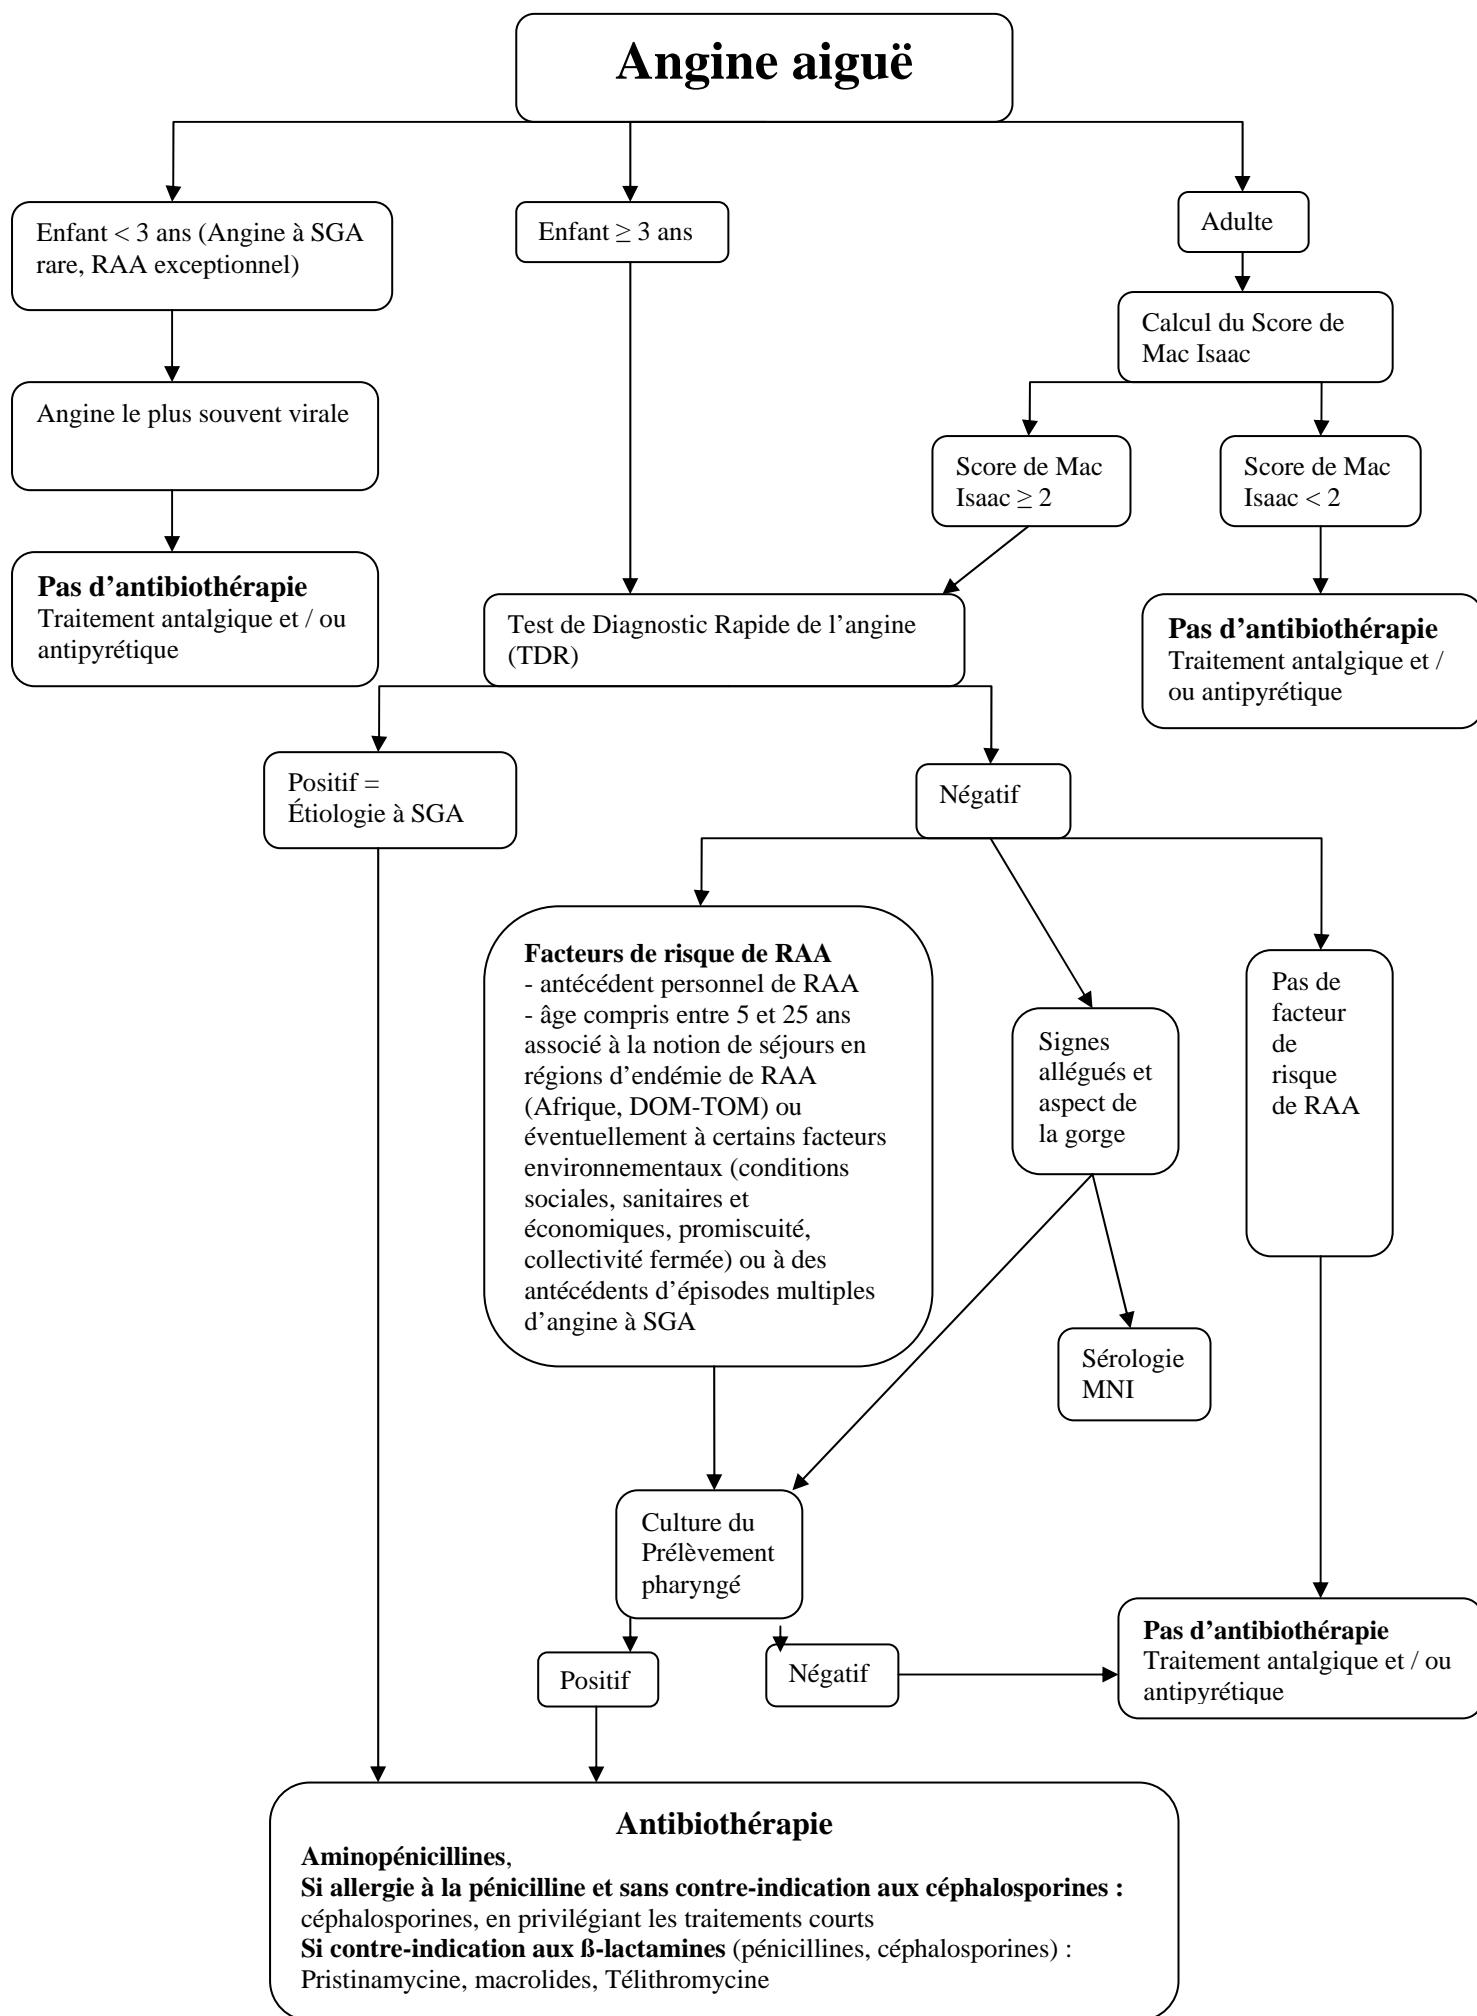 Angine aiguë
Enfant < 3 ans (Angine à SGA
rare, RAA exceptionnel)
Enfant ≥ 3 ans
Adulte
Calcul du Score de
Mac Isaac
Angine le plus souvent virale
Score de Mac
Isaac ≥ 2
Score de Mac
Isaac < 2
Pas d’antibiothérapie
Traitement antalgique et / ou
antipyrétique
Test de Diagnostic Rapide de l’angine
(TDR)
Pas d’antibiothérapie
Traitement antalgique et /
ou antipyrétique
Positif =
Étiologie à SGA
Négatif
Facteurs de risque de RAA
- antécédent personnel de RAA
- âge compris entre 5 et 25 ans
associé à la notion de séjours en
régions d’endémie de RAA
(Afrique, DOM-TOM) ou
éventuellement à certains facteurs
environnementaux (conditions
sociales, sanitaires et
économiques, promiscuité,
collectivité fermée) ou à des
antécédents d’épisodes multiples
d’angine à SGA
Signes
allégués et
aspect de
la gorge
Pas de
facteur
de
risque
de RAA
Sérologie
MNI
Culture du
Prélèvement
pharyngé
Positif
Négatif
Pas d’antibiothérapie
Traitement antalgique et / ou
antipyrétique
Antibiothérapie
Aminopénicillines,
Si allergie à la pénicilline et sans contre-indication aux céphalosporines :
céphalosporines, en privilégiant les traitements courts
Si contre-indication aux ß-lactamines (pénicillines, céphalosporines) :
Pristinamycine, macrolides, Télithromycine